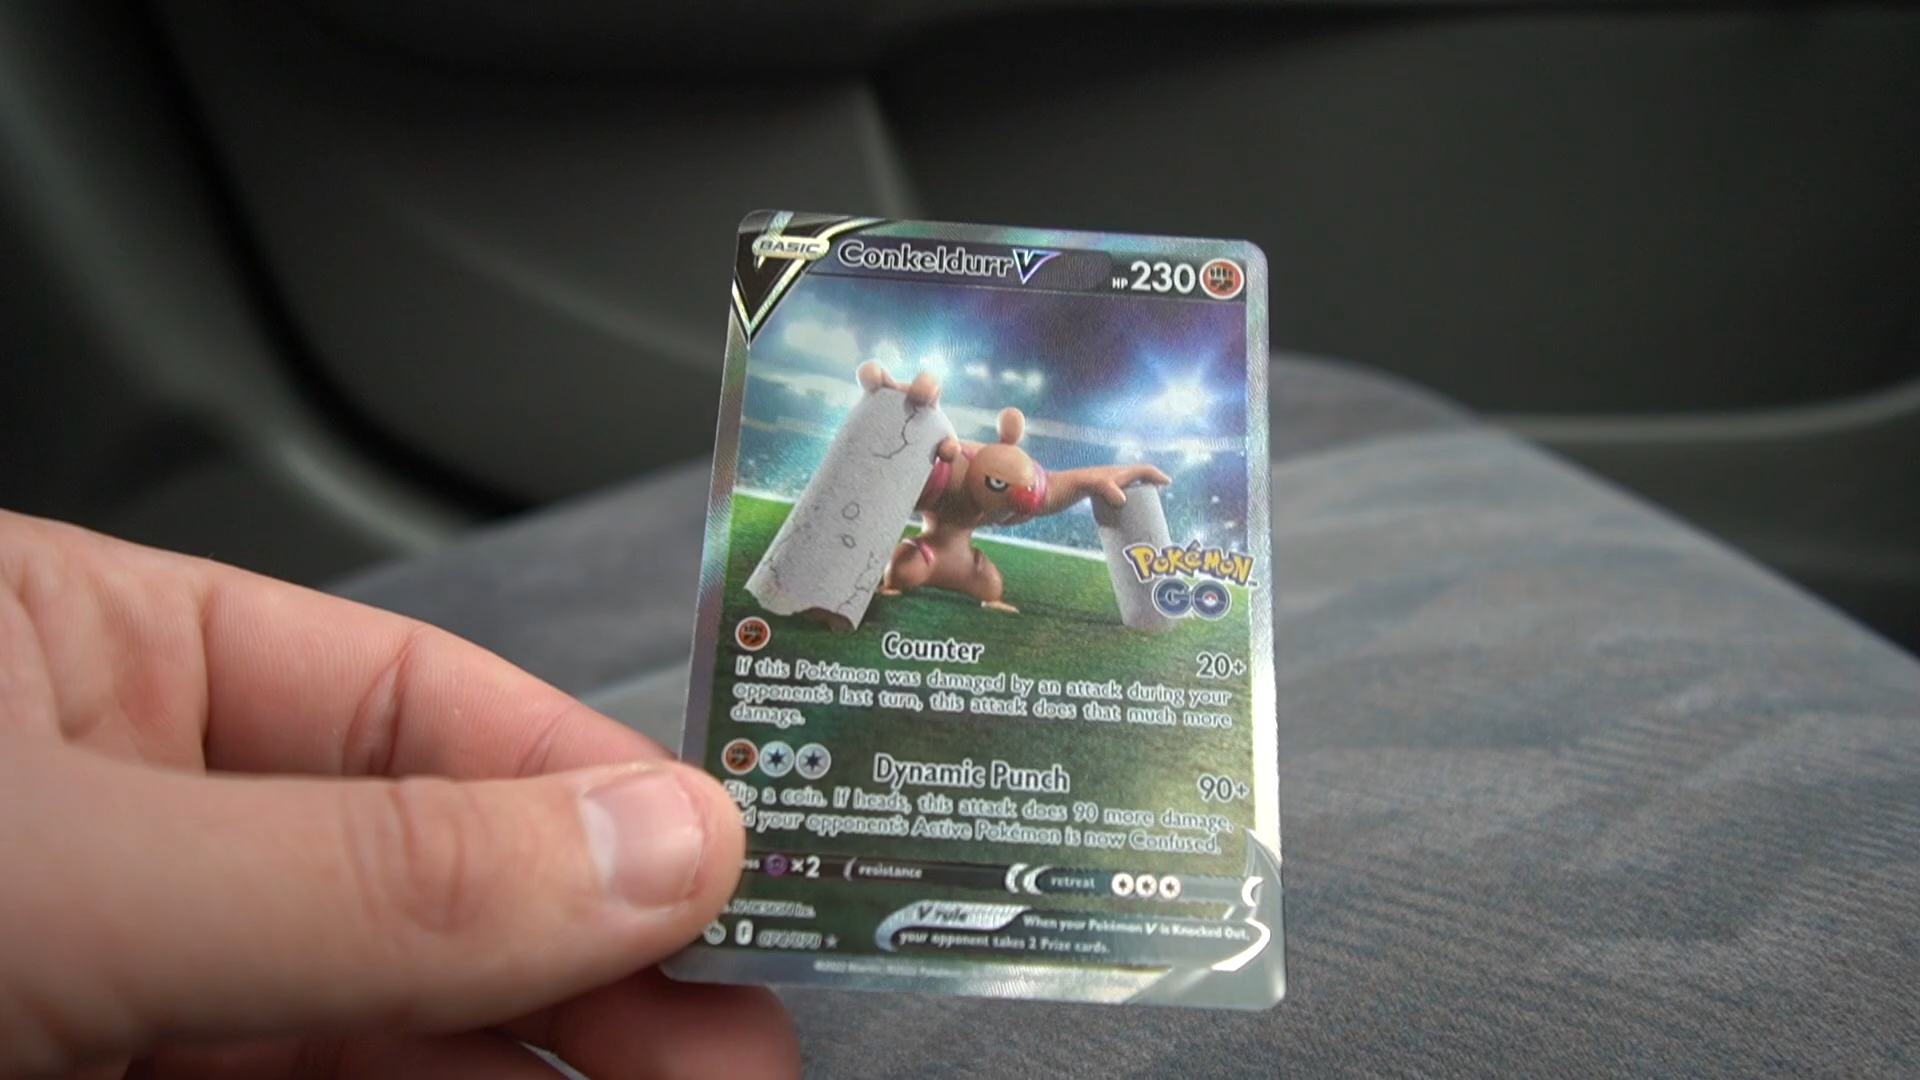 BASIC Conkeldurr V HP 230
POKÉMON
GO
Counter 20+
If this Pokémon was damaged by an attack during your
opponent's last turn, this attack does that much more
damage.
Dynamic Punch 90+
Flip a coin. If heads, this attack does 90 more damage,
your opponent's Active Pokémon is now Confused.
×2 resistance retreat
V rule When your Pokémon V is Knocked Out,
your opponent takes 2 Prize cards.